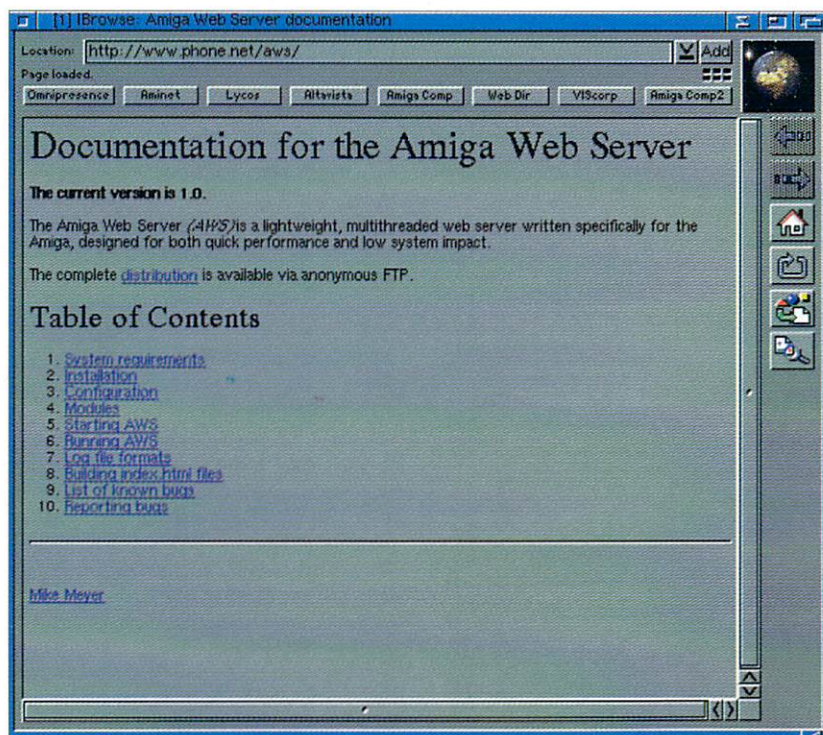 [1] IBrowse: Amiga Web Server documentation
Location: http://www.phone.net/aws/ Add
Page loaded.
Omnipresence Aminet Lycos Altavista Amiga Comp Web Dir VIScorp Amiga Comp2
Documentation for the Amiga Web Server
The current version is 1.0.
The Amiga Web Server (AWS)is a lightweight, multithreaded web server written specifically for the
Amiga, designed for both quick performance and low system impact.
The complete distribution is available via anonymous FTP.
Table of Contents
1. System requirements
2. Installation
3. Configuration
4. Modules
5. Starting AWS
6. Running AWS
7. Log file formats
8. Building index.html files
9. List of known bugs
10. Reporting bugs
Mike Meyer